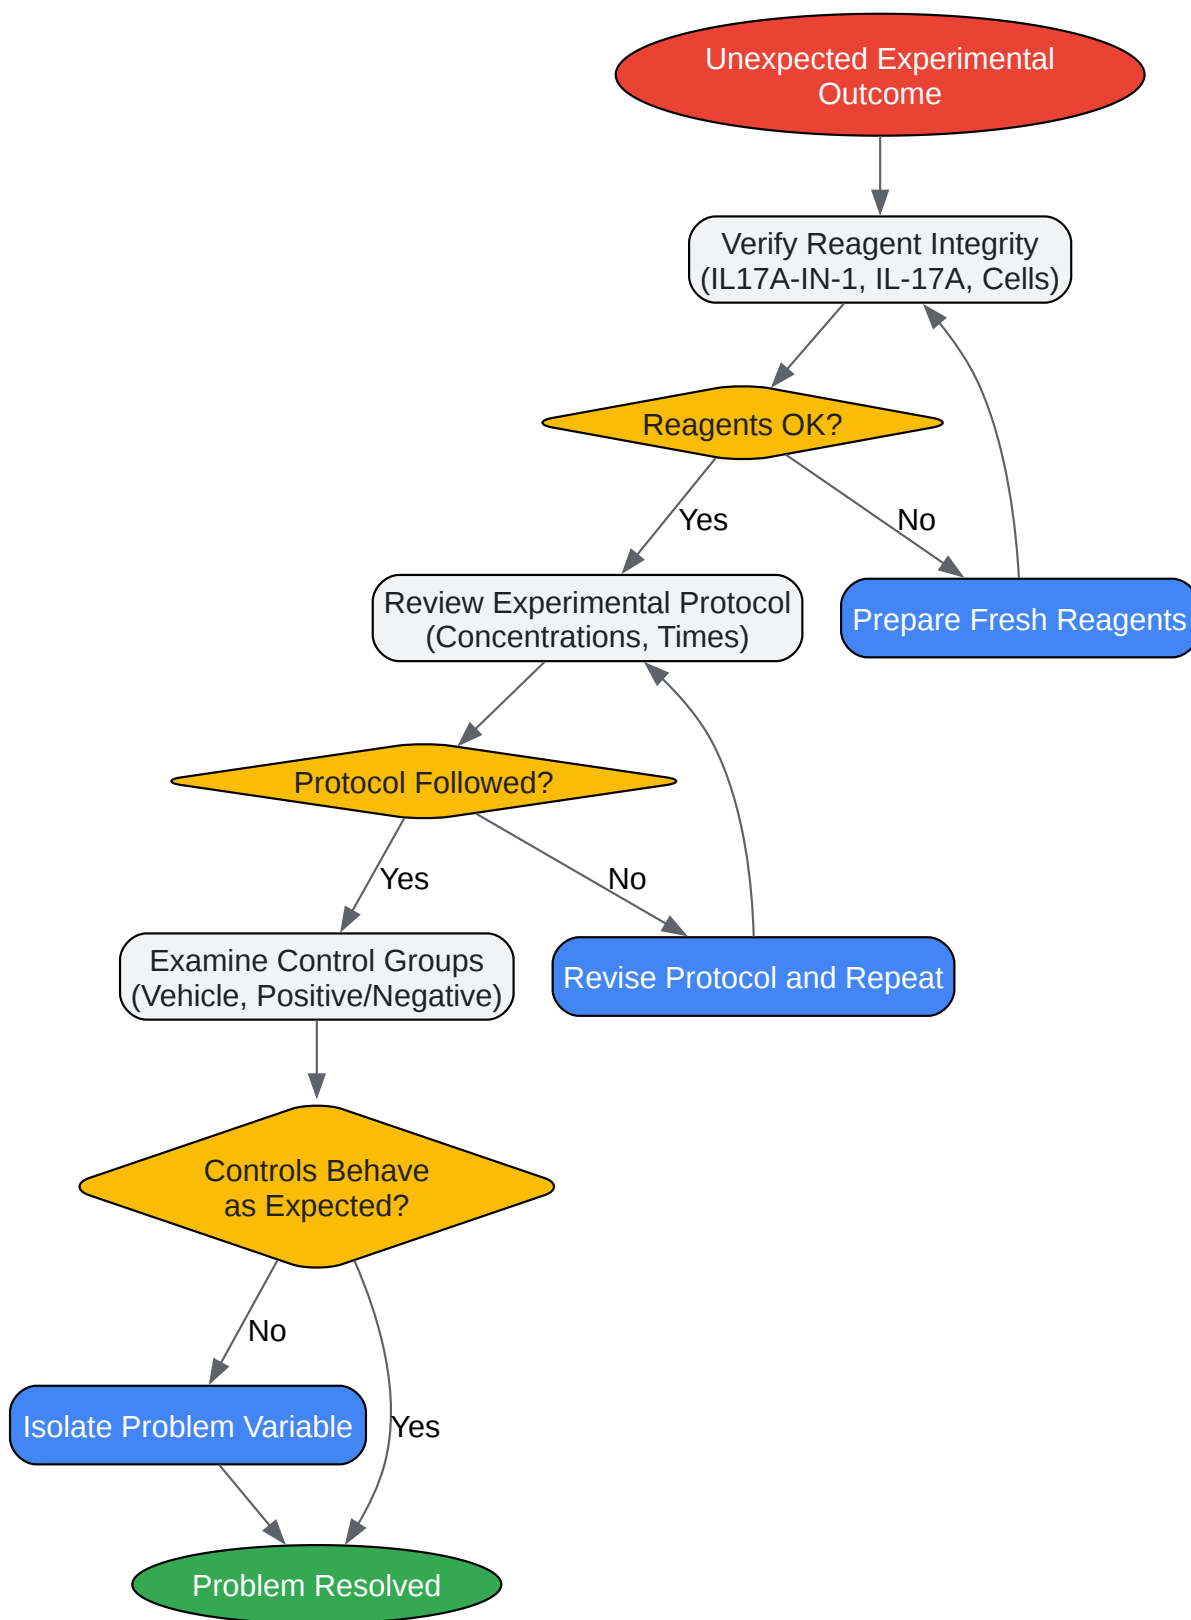 Unexpected Experimental
Outcome
Verify Reagent Integrity
(IL17A-IN-1, IL-17A, Cells)
Reagents OK?
Yes
No
Review Experimental Protocol
(Concentrations, Times)
Prepare Fresh Reagents
Protocol Followed?
Yes
No
Examine Control Groups
(Vehicle, Positive/Negative)
Revise Protocol and Repeat
Controls Behave
as Expected?
No
Isolate Problem Variable
Yes
Problem Resolved